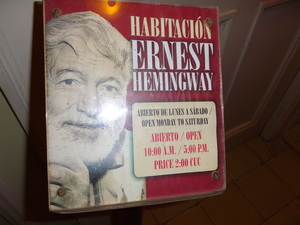 HABITACIÓN
ERNEST
HEMINGWAY
ABIERTO DE LUNES A SÁBADO /
OPEN MONDAY TO SATURDAY
ABIERTO / OPEN
10:00 A.M. / 5:00 P.M.
PRICE 2:00 CUC